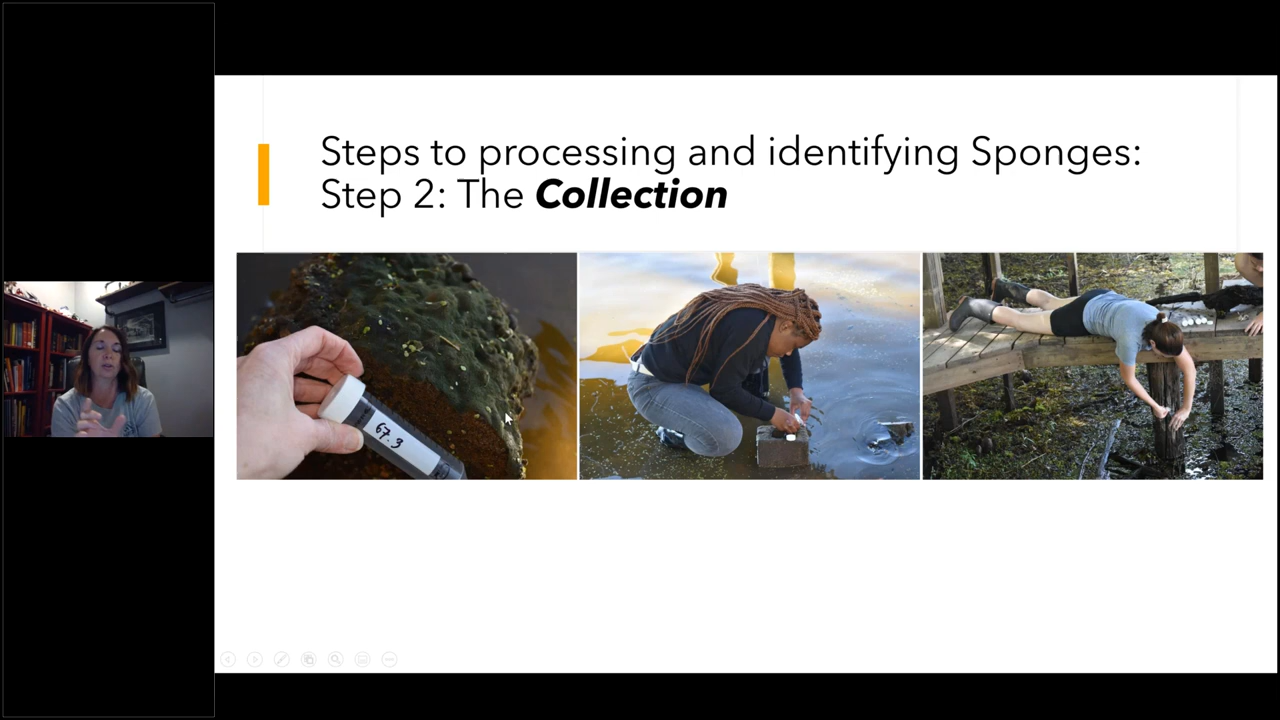 Steps to processing and identifying Sponges:
Step 2: The Collection
67.3